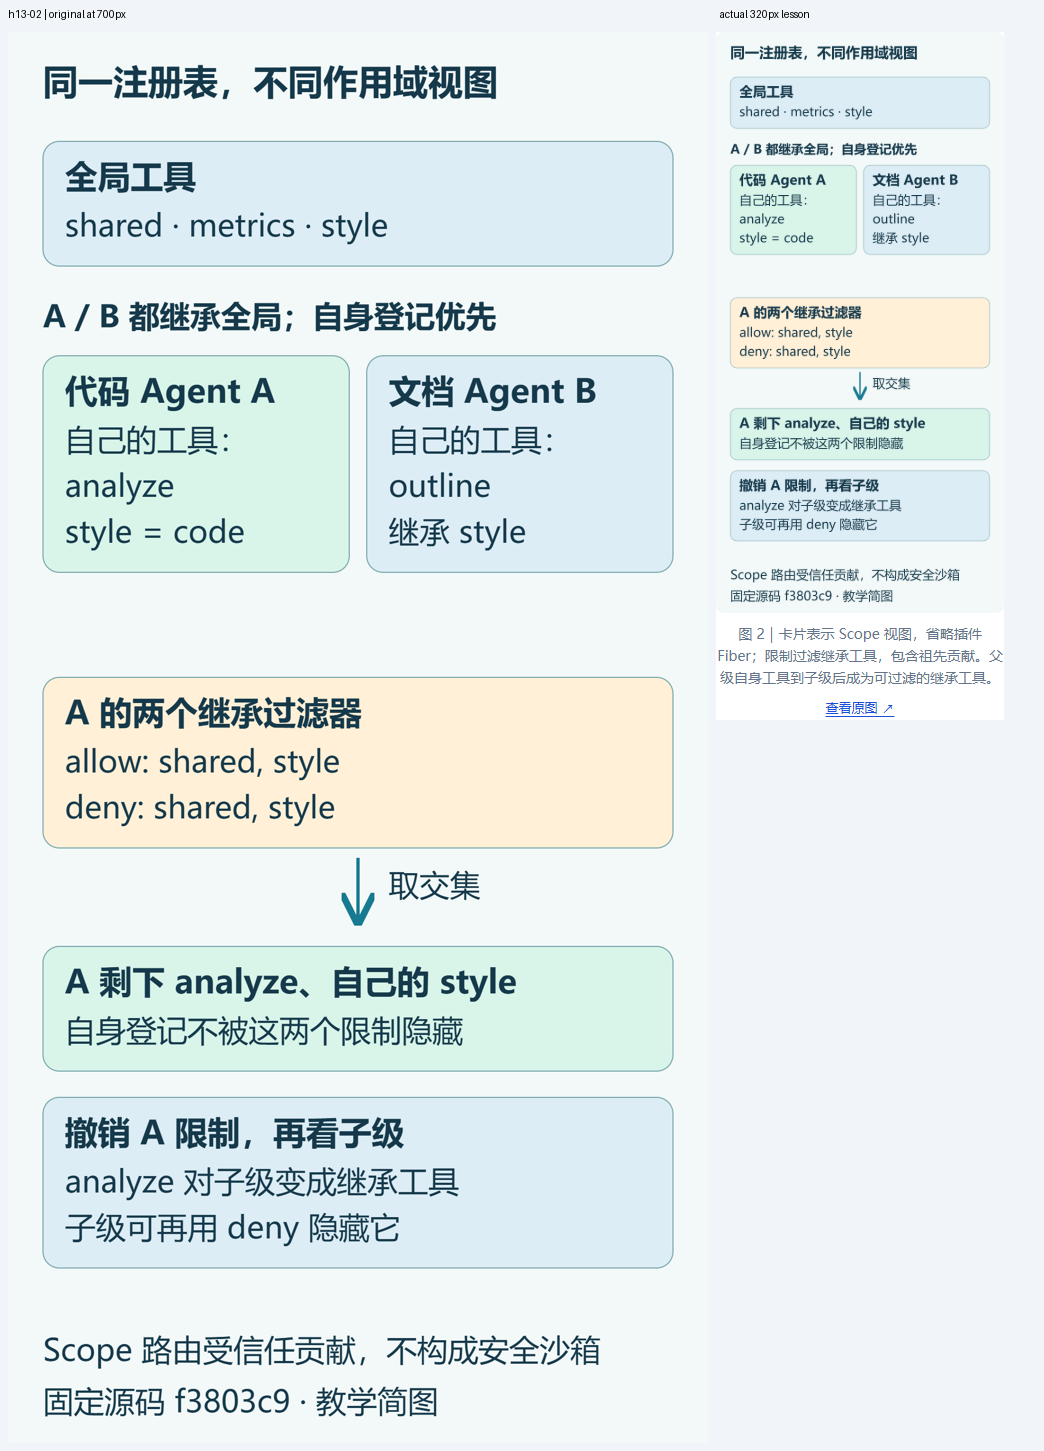 h13-02 | original at 700px
同一注册表，不同作用域视图
全局工具
shared · metrics · style
A / B 都继承全局；自身登记优先
代码 Agent A
自己的工具：
analyze
style = code
文档 Agent B
自己的工具：
outline
继承 style
A 的两个继承过滤器
allow: shared, style
deny: shared, style
取交集
A 剩下 analyze、自己的 style
自身登记不被这两个限制隐藏
撤销 A 限制，再看子级
analyze 对子级变成继承工具
子级可再用 deny 隐藏它
Scope 路由受信任贡献，不构成安全沙箱
固定源码 f3803c9 · 教学简图
actual 320px lesson
同一注册表，不同作用域视图
全局工具
shared · metrics · style
A / B 都继承全局；自身登记优先
代码 Agent A
自己的工具：
analyze
style = code
文档 Agent B
自己的工具：
outline
继承 style
A 的两个继承过滤器
allow: shared, style
deny: shared, style
取交集
A 剩下 analyze、自己的 style
自身登记不被这两个限制隐藏
撤销 A 限制，再看子级
analyze 对子级变成继承工具
子级可再用 deny 隐藏它
Scope 路由受信任贡献，不构成安全沙箱
固定源码 f3803c9 · 教学简图
图 2｜卡片表示 Scope 视图，省略插件
Fiber；限制过滤继承工具，包含祖先贡献。父
级自身工具到子级后成为可过滤的继承工具。
查看原图 ↗